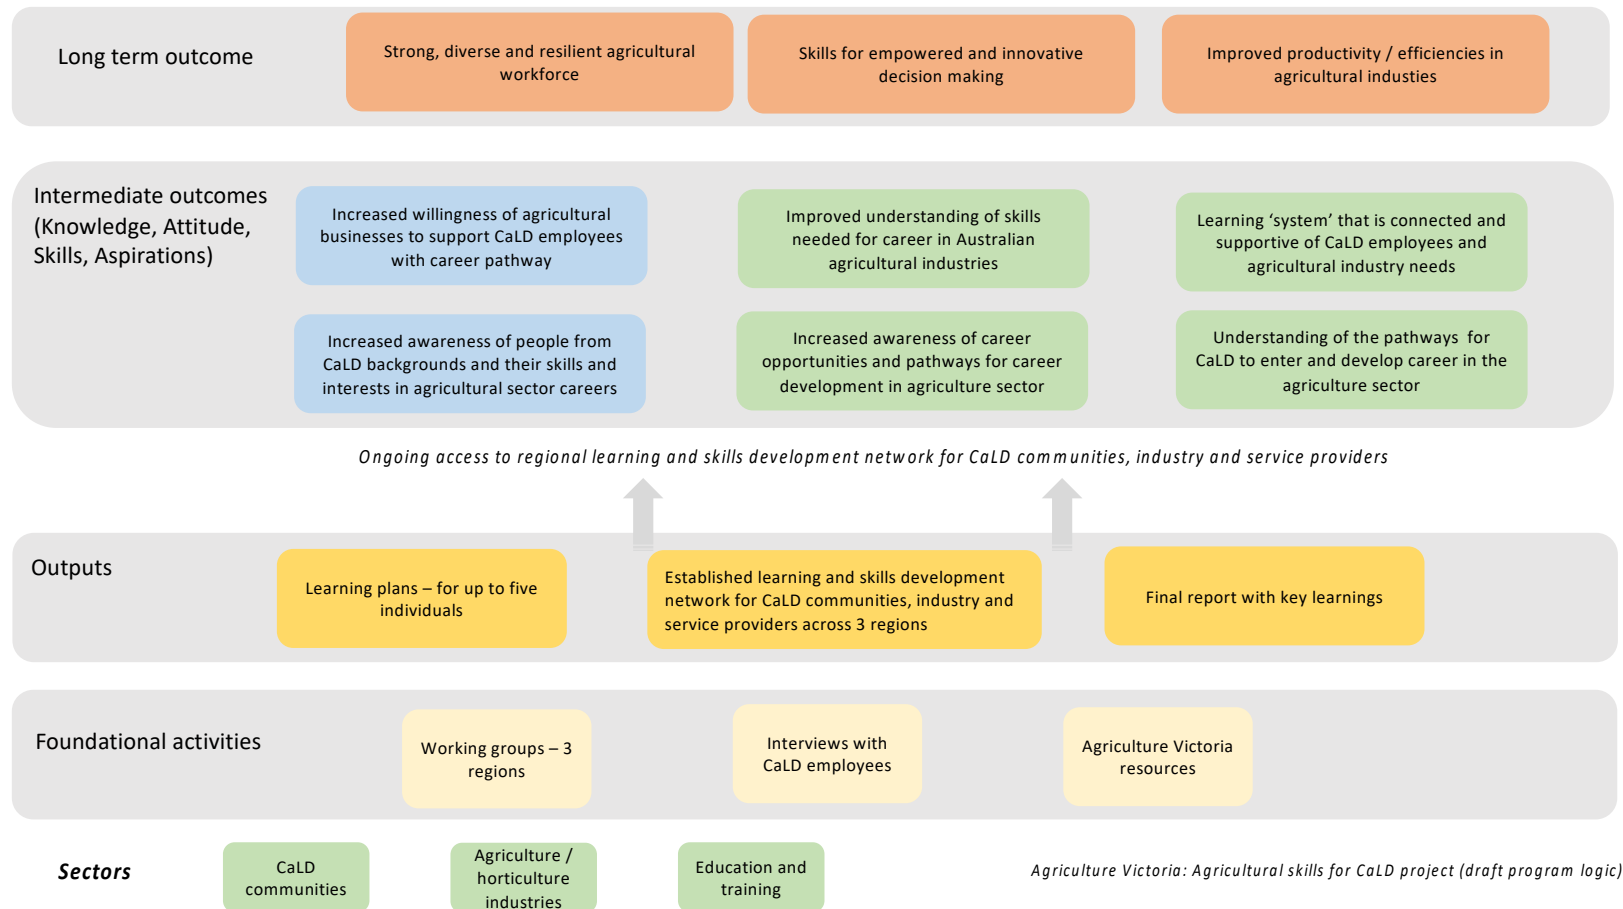 Long term outcome
Strong, diverse and resilient agricultural
workforce
Skills for empowered and innovative
decision making
Improved productivity / efficiencies in
agricultural industies
Intermediate outcomes
(Knowledge, Attitude,
Skills, Aspirations)
Increased willingness of agricultural
businesses to support CaLD employees
with career pathway
Improved understanding of skills
needed for career in Australian
agricultural industries
Learning ‘system’ that is connected and
supportive of CaLD employees and
agricultural industry needs
Increased awareness of people from
CaLD backgrounds and their skills and
interests in agricultural sector careers
Increased awareness of career
opportunities and pathways for career
development in agriculture sector
Understanding of the pathways for
CaLD to enter and develop career in the
agriculture sector
Ongoing access to regional learning and skills development network for CaLD communities, industry and service providers
Outputs
Learning plans – for up to five
individuals
Established learning and skills development
network for CaLD communities, industry and
service providers across 3 regions
Final report with key learnings
Foundational activities
Working groups – 3
regions
Interviews with
CaLD employees
Agriculture Victoria
resources
Sectors
CaLD
communities
Agriculture /
horticulture
industries
Education and
training
Agriculture Victoria: Agricultural skills for CaLD project (draft program logic)